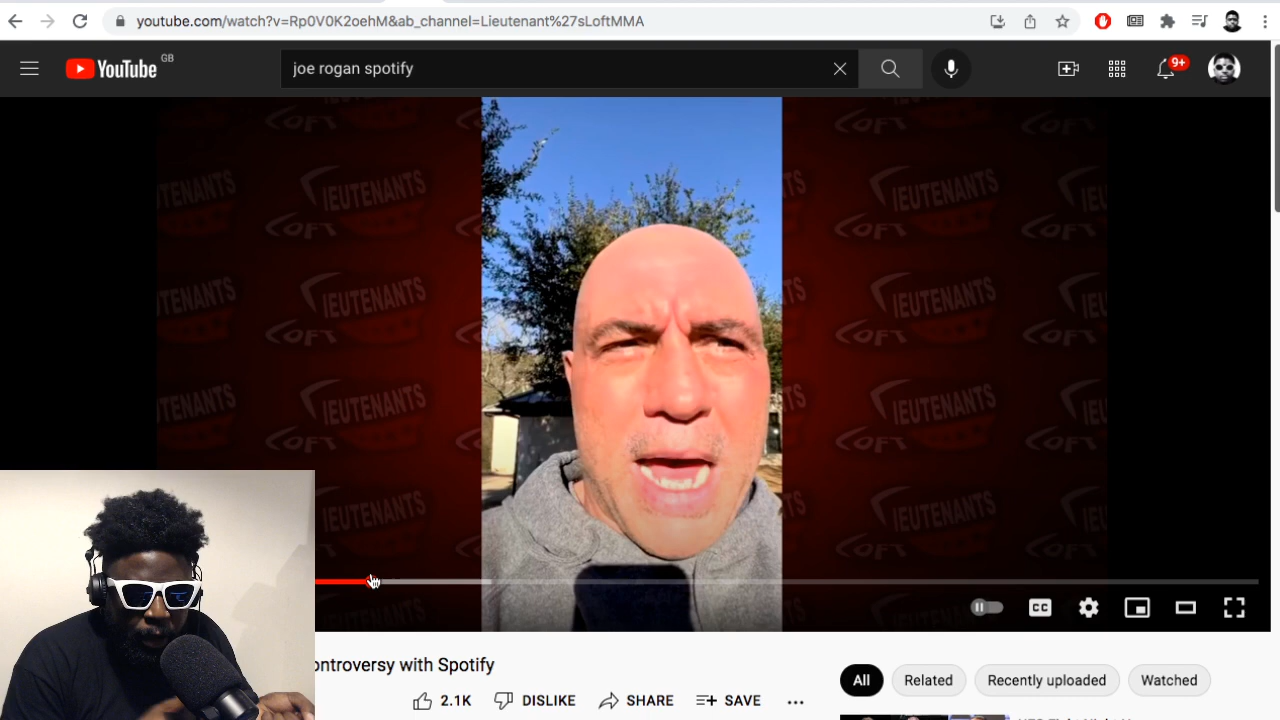 youtube.com/watch?v=Rp0V0K2oehM&ab_channel=Lieutenant%27sLoftMMA
YouTube GB
joe rogan spotify
9+
LIEUTENANTS
LOFT
CC
ontroversy with Spotify
2.1K DISLIKE SHARE SAVE
All Related Recently uploaded Watched